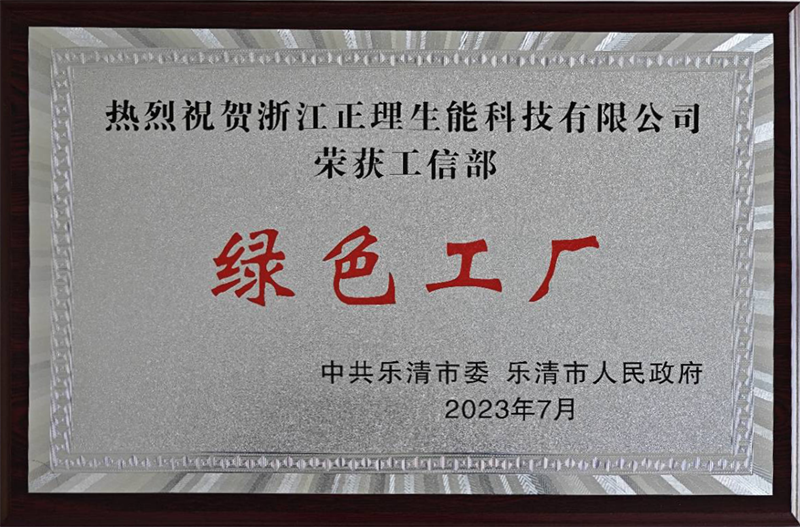 热烈祝贺浙江正理生能科技有限公司
荣获工信部
绿色工厂
中共乐清市委 乐清市人民政府
2023年7月